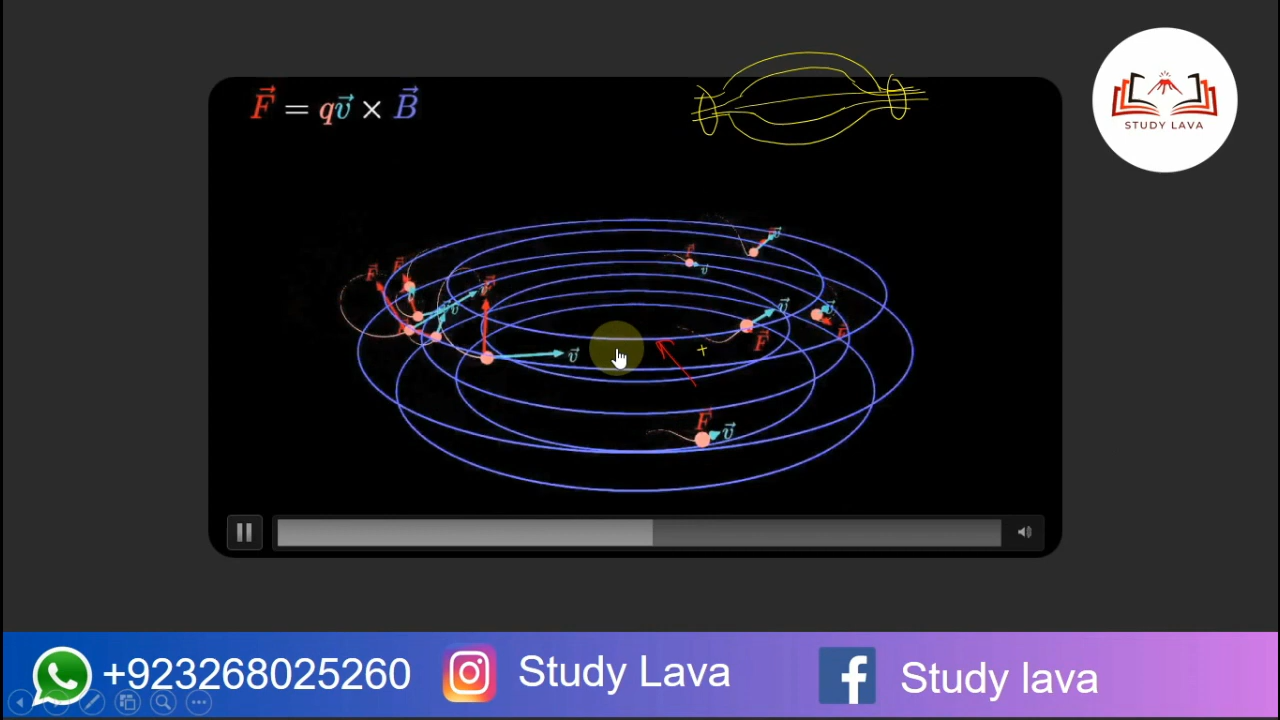 F⃗ = qv⃗ × B⃗
STUDY LAVA
F⃗
F⃗
v⃗
v⃗
F⃗
v⃗
F⃗
v⃗
v⃗
F⃗
v⃗
F⃗
F⃗
v⃗
+923268025260
Study Lava
Study lava